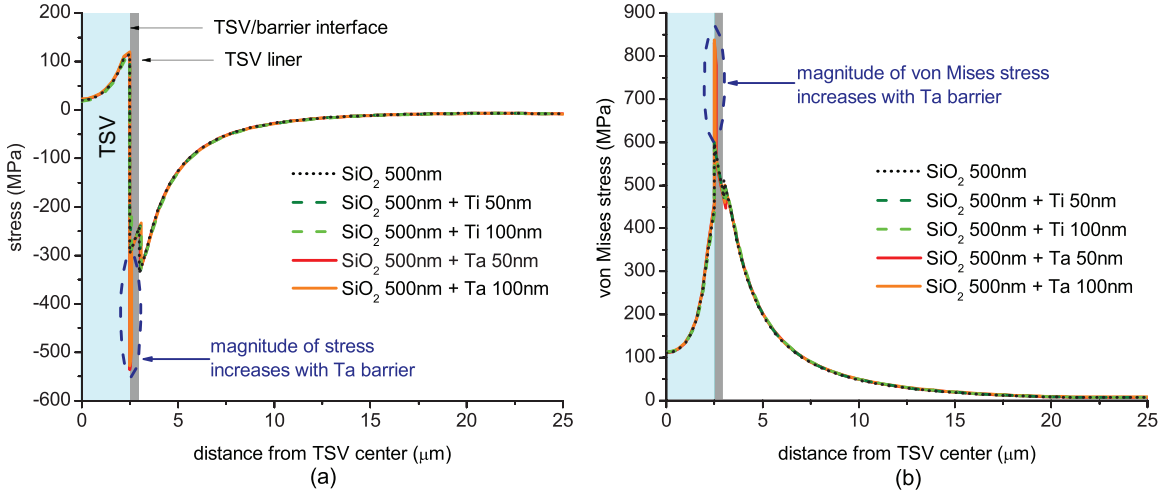 200
100
0
-100
-200
-300
-400
-500
-600
stress (MPa)
TSV/barrier interface
TSV liner
TSV
SiO2 500nm
SiO2 500nm + Ti 50nm
SiO2 500nm + Ti 100nm
SiO2 500nm + Ta 50nm
SiO2 500nm + Ta 100nm
magnitude of stress
increases with Ta barrier
0 5 10 15 20 25
distance from TSV center (μm)
(a)
900
800
700
600
500
400
300
200
100
0
von Mises stress (MPa)
magnitude of von Mises stress
increases with Ta barrier
SiO2 500nm
SiO2 500nm + Ti 50nm
SiO2 500nm + Ti 100nm
SiO2 500nm + Ta 50nm
SiO2 500nm + Ta 100nm
0 5 10 15 20 25
distance from TSV center (μm)
(b)